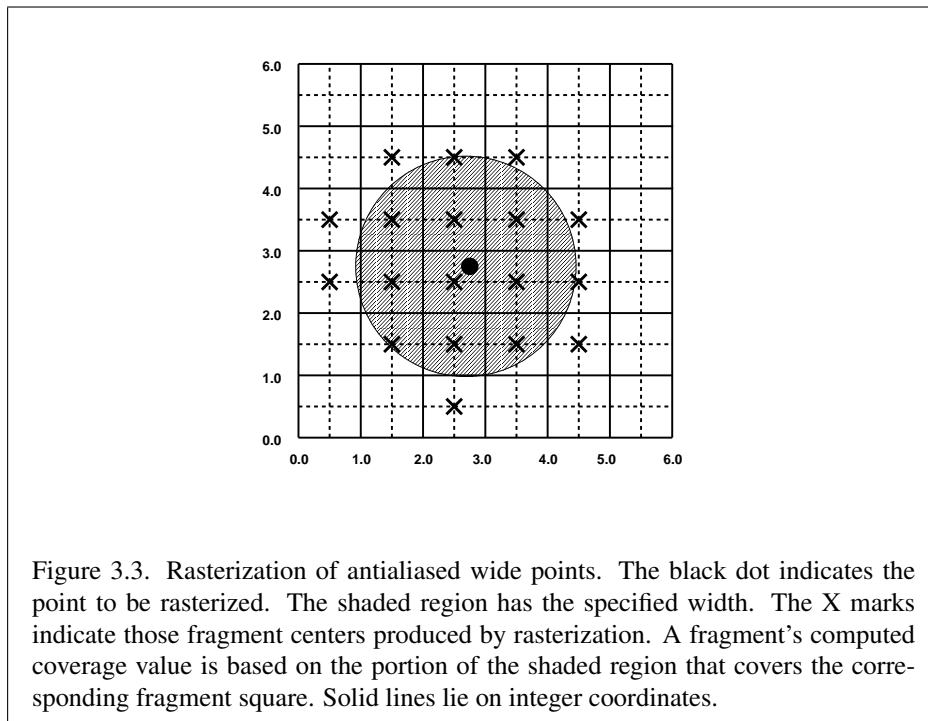 6.0
5.0
4.0
3.0
2.0
1.0
0.0
0.0 1.0 2.0 3.0 4.0 5.0 6.0
Figure 3.3. Rasterization of antialiased wide points. The black dot indicates the
point to be rasterized. The shaded region has the specified width. The X marks
indicate those fragment centers produced by rasterization. A fragment's computed
coverage value is based on the portion of the shaded region that covers the corre-
sponding fragment square. Solid lines lie on integer coordinates.